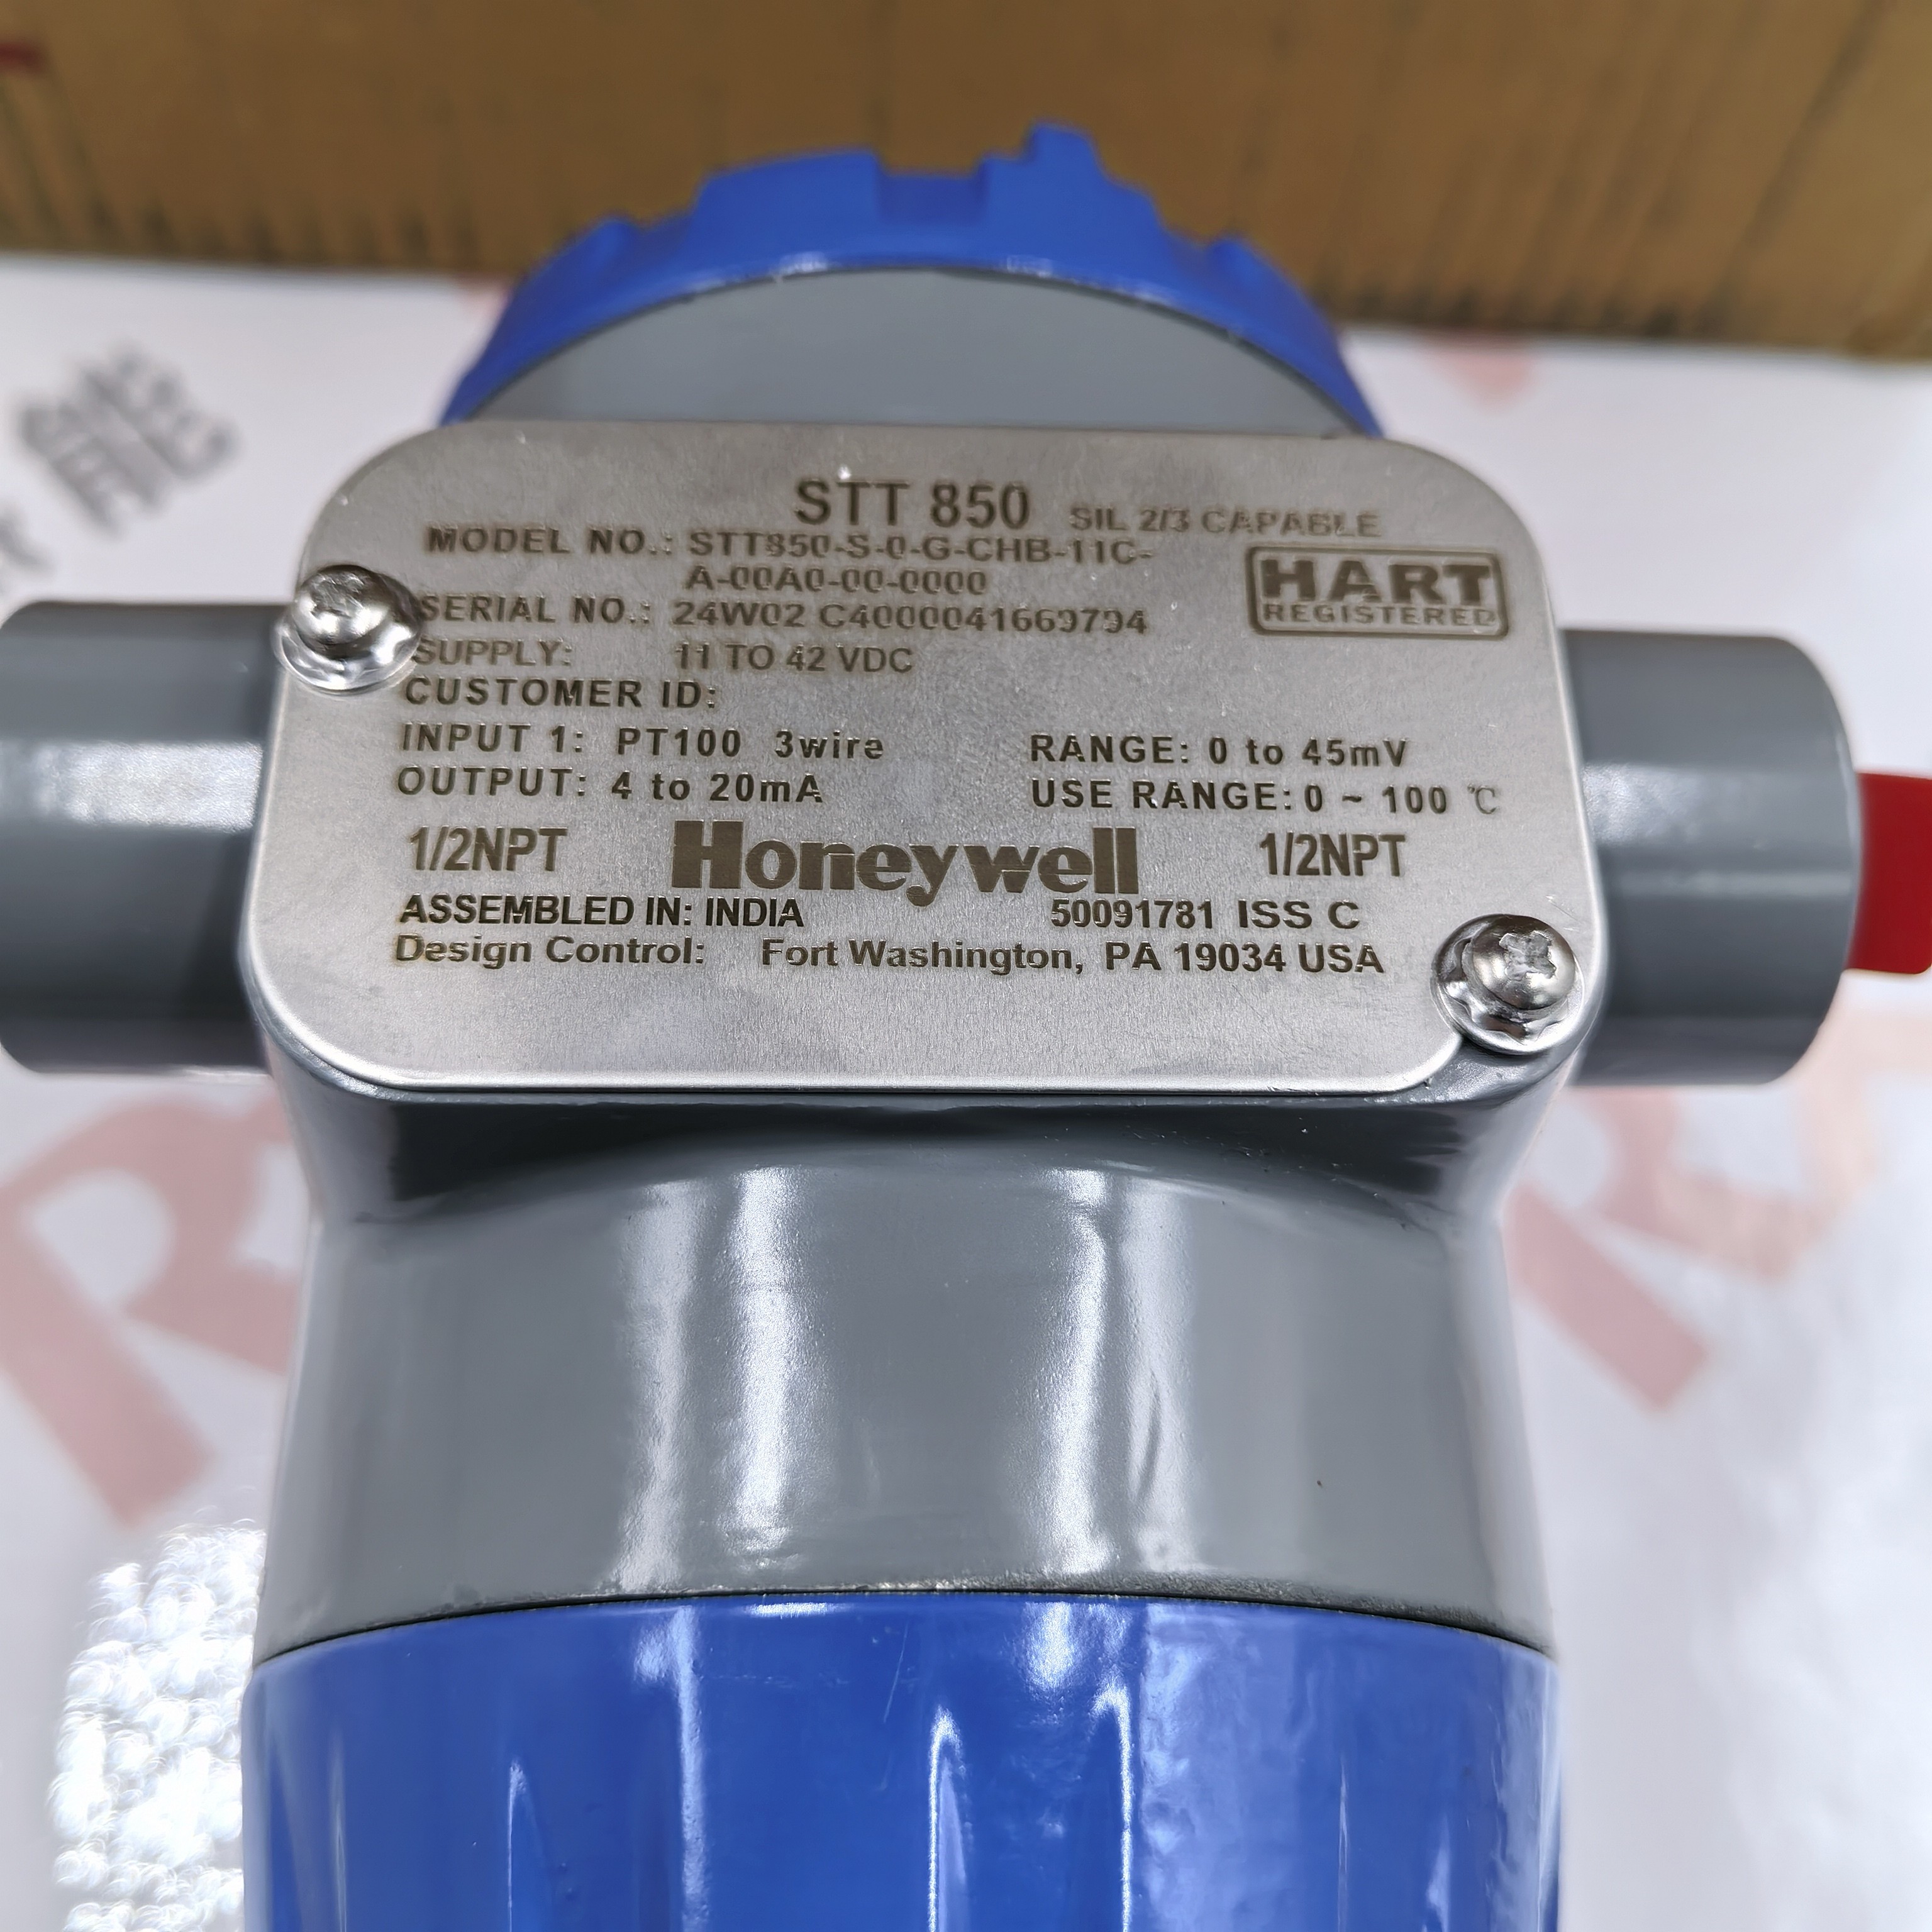 STT 850 SIL 2/3 CAPABLE
MODEL NO.: STT850-S-0-G-CHB-11C-
A-00A0-00-0000
HART
REGISTERED
SERIAL NO.: 24W02 C4000041669794
SUPPLY: 11 TO 42 VDC
CUSTOMER ID:
INPUT 1: PT100 3wire RANGE: 0 to 45mV
OUTPUT: 4 to 20mA USE RANGE: 0 ~ 100 ℃
1/2NPT Honeywell 1/2NPT
ASSEMBLED IN: INDIA 50091781 ISS C
Design Control: Fort Washington, PA 19034 USA
能